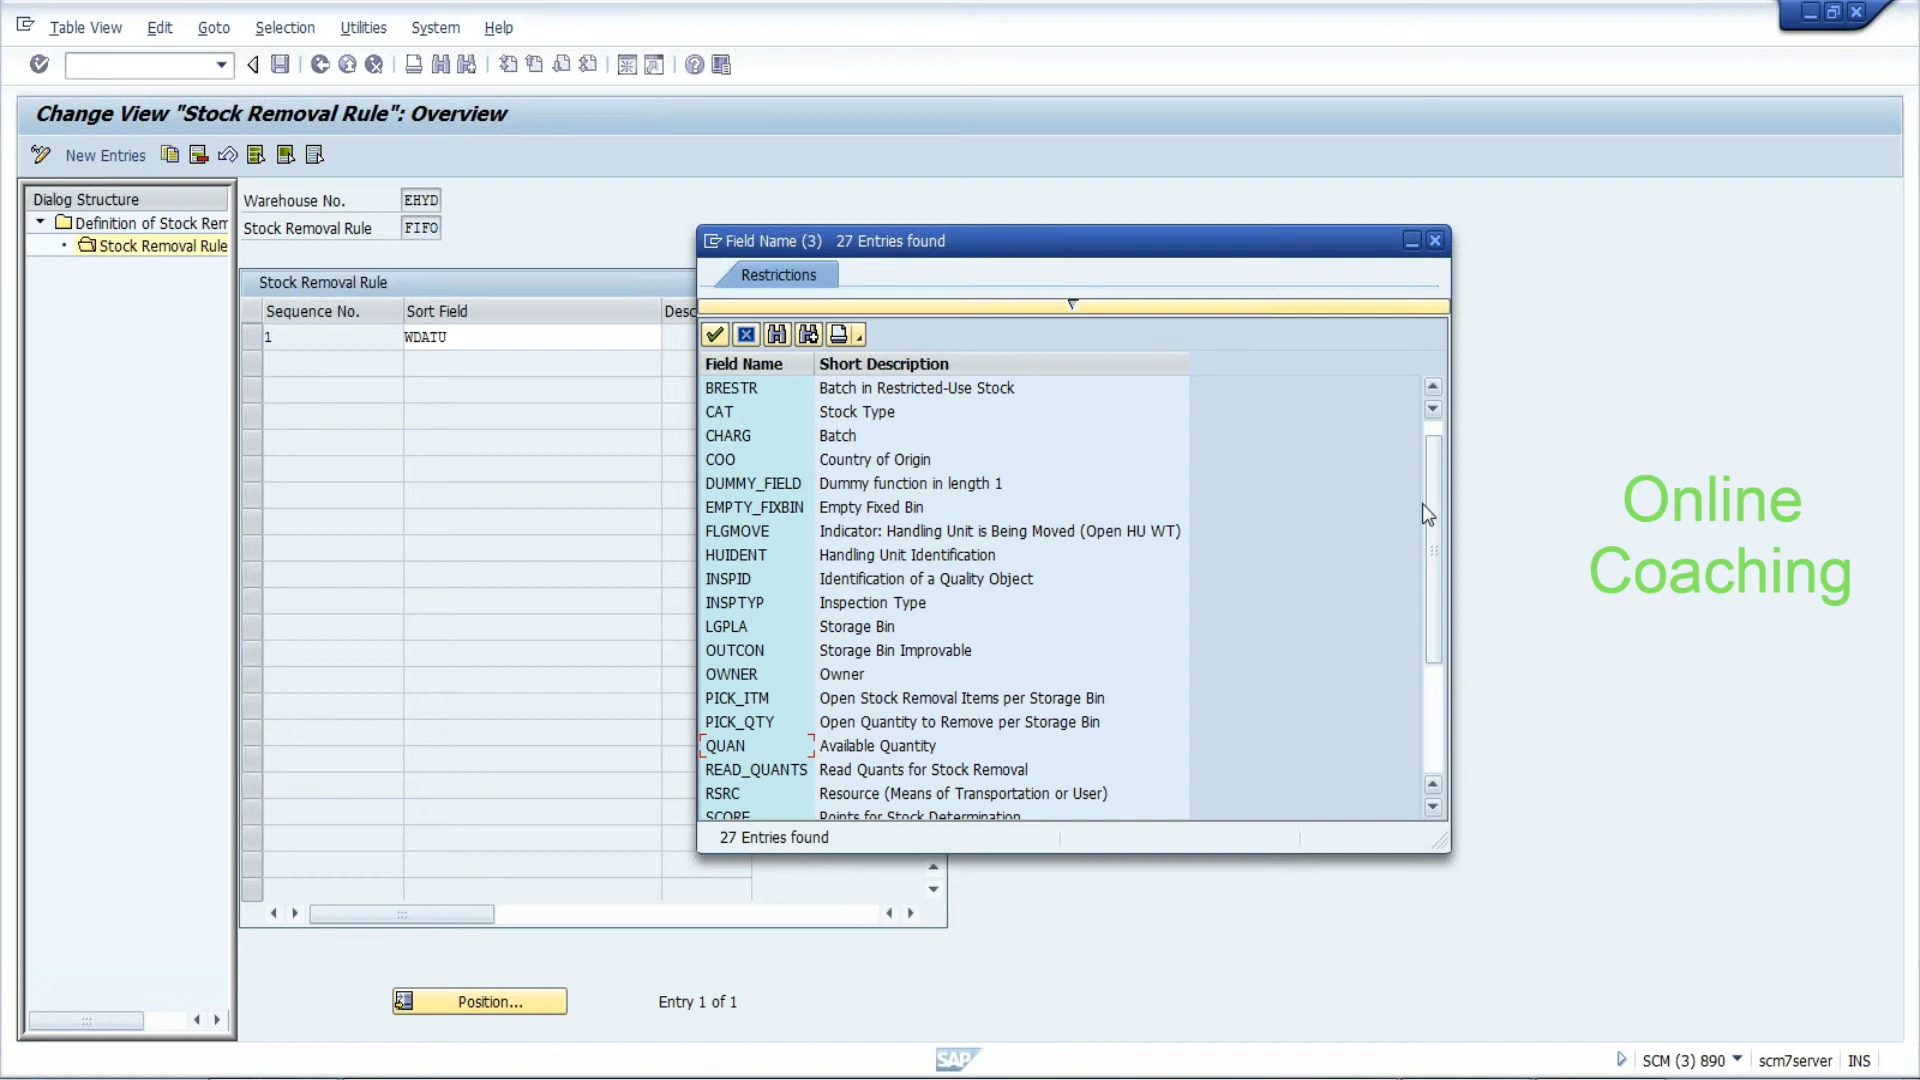 Table View Edit Goto Selection Utilities System Help
Change View "Stock Removal Rule": Overview
New Entries
Dialog Structure
Definition of Stock Rem
Stock Removal Rule
Warehouse No. EHYD
Stock Removal Rule FIFO
Stock Removal Rule
Sequence No. Sort Field Desc
1 WDATU
Field Name (3) 27 Entries found
Restrictions
Field Name Short Description
BRESTR Batch in Restricted-Use Stock
CAT Stock Type
CHARG Batch
COO Country of Origin
DUMMY_FIELD Dummy function in length 1
EMPTY_FIXBIN Empty Fixed Bin
FLGMOVE Indicator: Handling Unit is Being Moved (Open HU WT)
HUIDENT Handling Unit Identification
INSPID Identification of a Quality Object
INSPTYP Inspection Type
LGPLA Storage Bin
OUTCON Storage Bin Improvable
OWNER Owner
PICK_ITM Open Stock Removal Items per Storage Bin
PICK_QTY Open Quantity to Remove per Storage Bin
QUAN Available Quantity
READ_QUANTS Read Quants for Stock Removal
RSRC Resource (Means of Transportation or User)
SCORE Points for Stock Determination
27 Entries found
Online
Coaching
Position... Entry 1 of 1
SAP
SCM (3) 890 scm7server INS